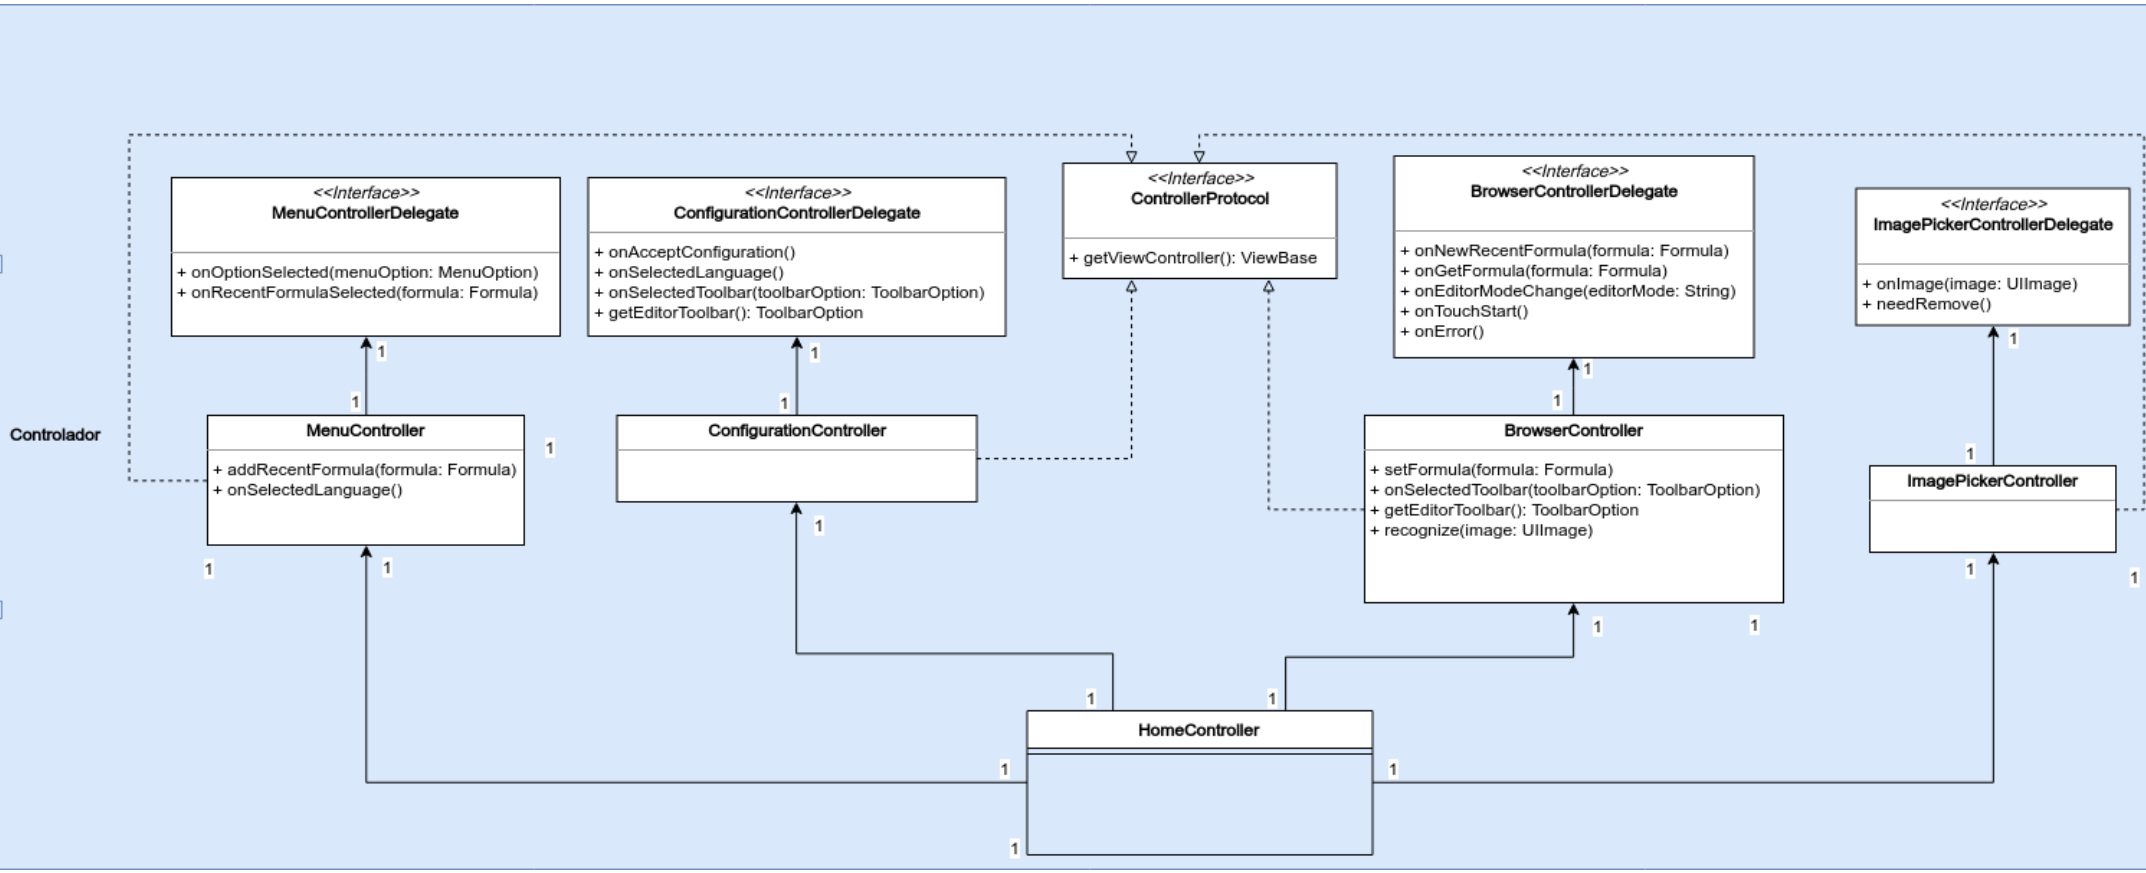 <<Interface>>
MenuControllerDelegate
+ onOptionSelected(menuOption: MenuOption)
+ onRecentFormulaSelected(formula: Formula)
<<Interface>>
ConfigurationControllerDelegate
+ onAcceptConfiguration()
+ onSelectedLanguage()
+ onSelectedToolbar(toolbarOption: ToolbarOption)
+ getEditorToolbar(): ToolbarOption
<<Interface>>
ControllerProtocol
+ getViewController(): ViewBase
<<Interface>>
BrowserControllerDelegate
+ onNewRecentFormula(formula: Formula)
+ onGetFormula(formula: Formula)
+ onEditorModeChange(editorMode: String)
+ onTouchStart()
+ onError()
<<Interface>>
ImagePickerControllerDelegate
+ onImage(image: UIImage)
+ needRemove()
1
1
1
1
1
1
1
1
Controlador
MenuController
+ addRecentFormula(formula: Formula)
+ onSelectedLanguage()
1
ConfigurationController
BrowserController
+ setFormula(formula: Formula)
+ onSelectedToolbar(toolbarOption: ToolbarOption)
+ getEditorToolbar(): ToolbarOption
+ recognize(image: UIImage)
ImagePickerController
1
1
1
1
1
1
1
1
1
HomeController
1
1
1